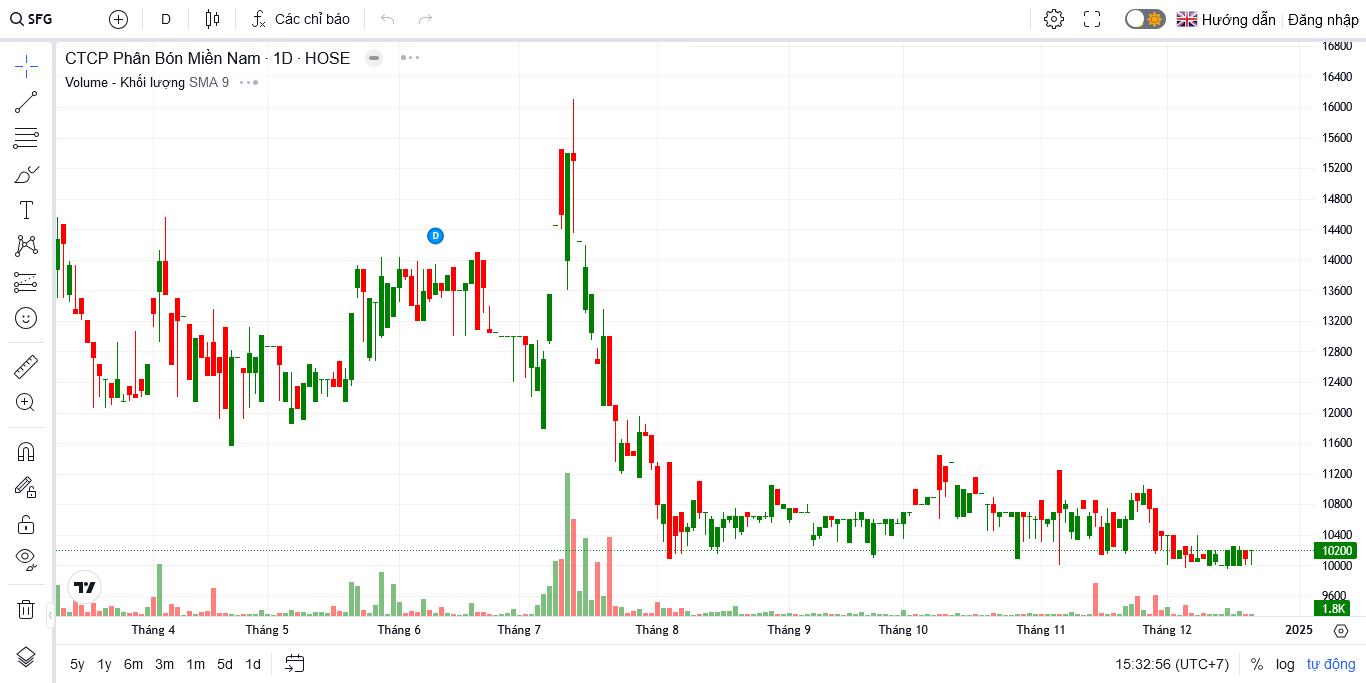 SFG D Các chỉ báo Hướng dẫn Đăng nhập
CTCP Phân Bón Miền Nam · 1D · HOSE
Volume - Khối lượng SMA 9
D
16800
16400
16000
15600
15200
14800
14400
14000
13600
13200
12800
12400
12000
11600
11200
10800
10400
10200
10000
9600
1.8K
Tháng 4 Tháng 5 Tháng 6 Tháng 7 Tháng 8 Tháng 9 Tháng 10 Tháng 11 Tháng 12 2025
5y 1y 6m 3m 1m 5d 1d 15:32:56 (UTC+7) % log tự động